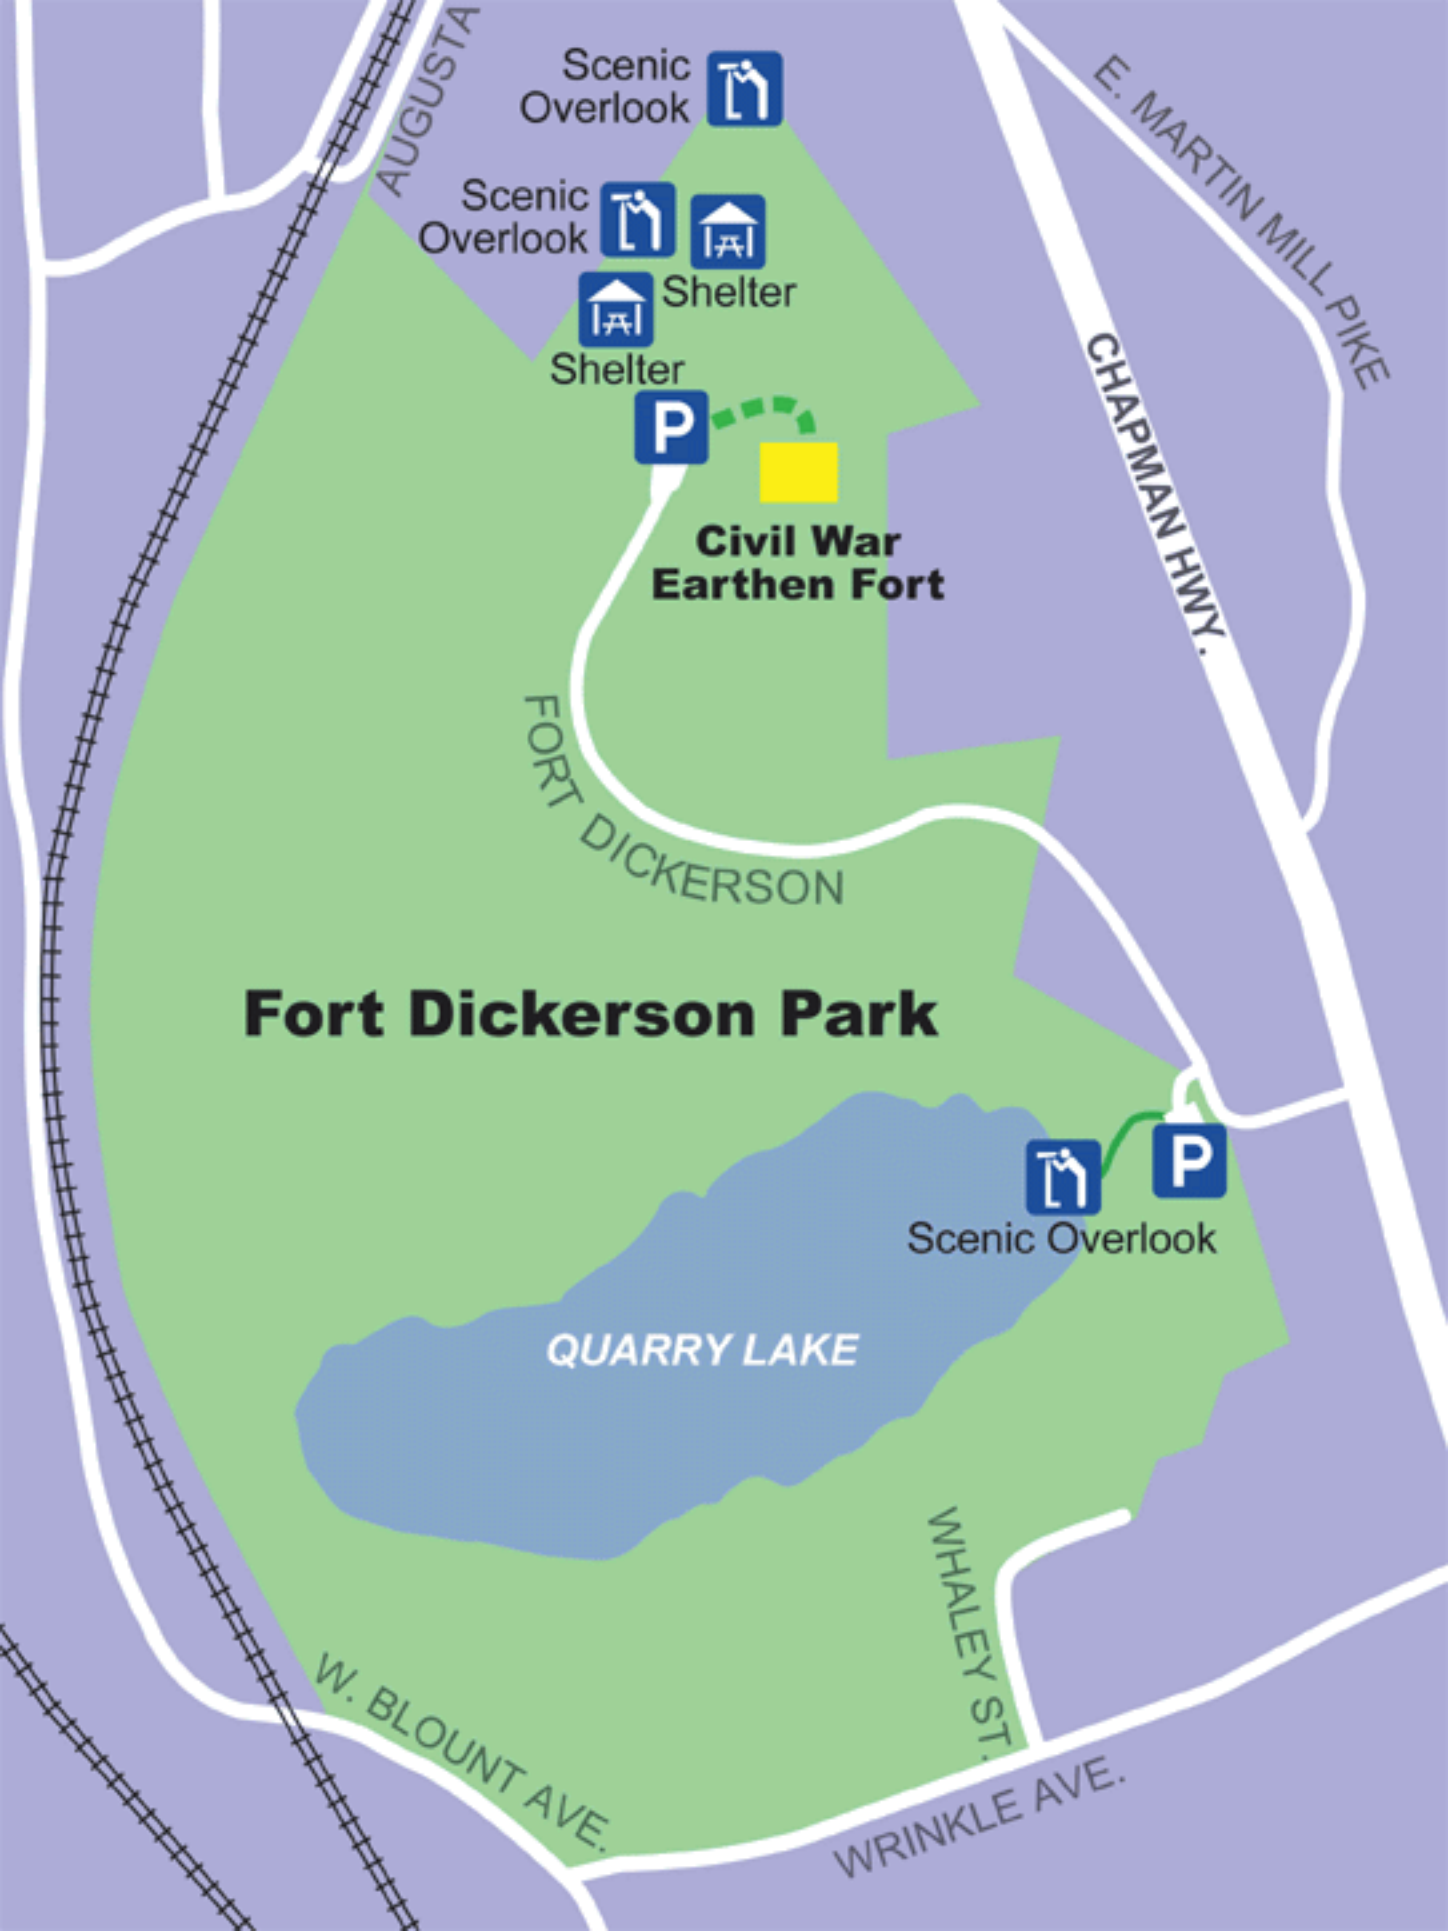 AUGUSTA
Scenic
Overlook
E. MARTIN MILL PIKE
Scenic
Overlook
Shelter
Shelter
CHAPMAN HWY.
P
Civil War
Earthen Fort
FORT DICKERSON
Fort Dickerson Park
P
Scenic Overlook
QUARRY LAKE
WHALEY ST.
W. BLOUNT AVE.
WRINKLE AVE.